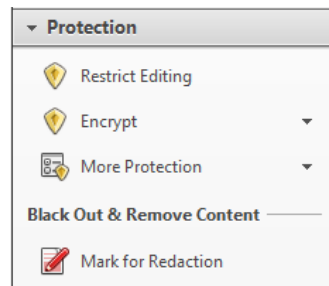 Protection
Restrict Editing
Encrypt
More Protection
Black Out & Remove Content
Mark for Redaction